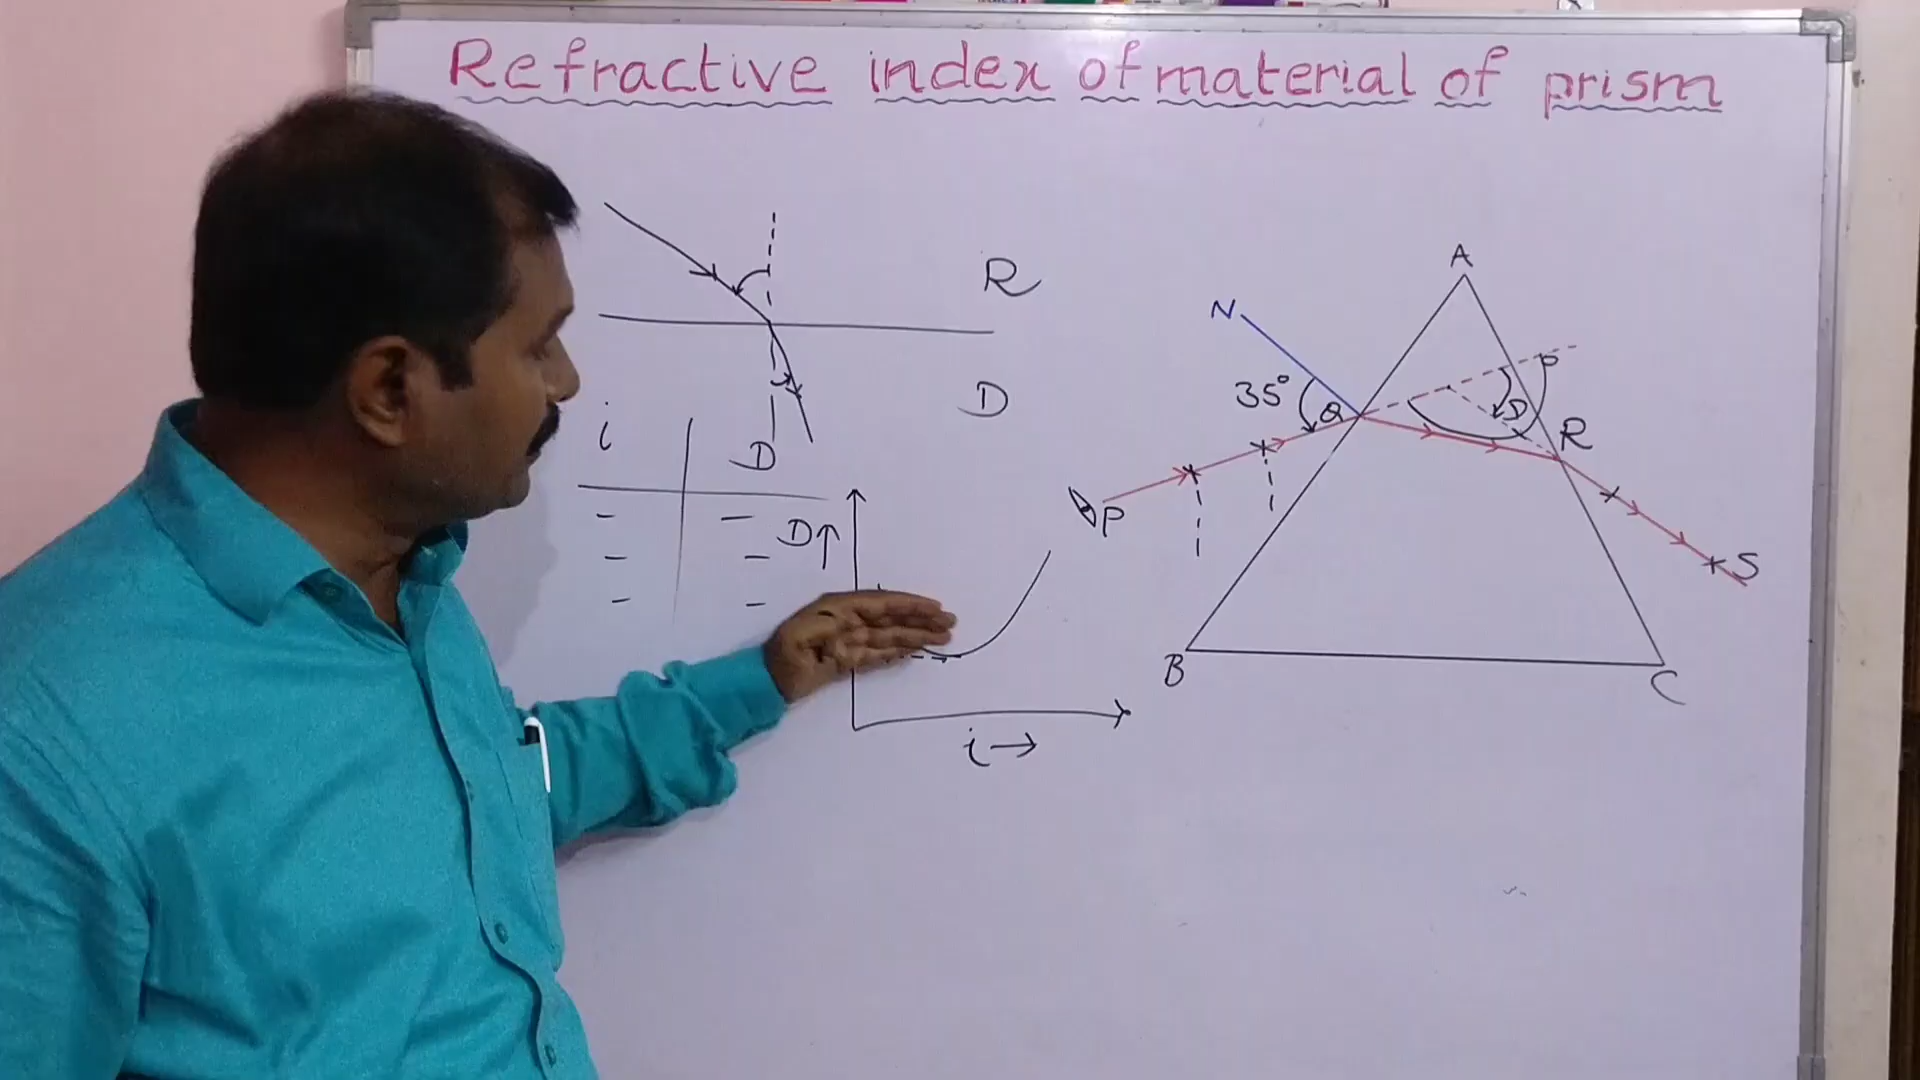 Refractive index of material of prism
R
D
i
D
D↑
i→
A
N
35°
Q
D
R
P
S
B
C